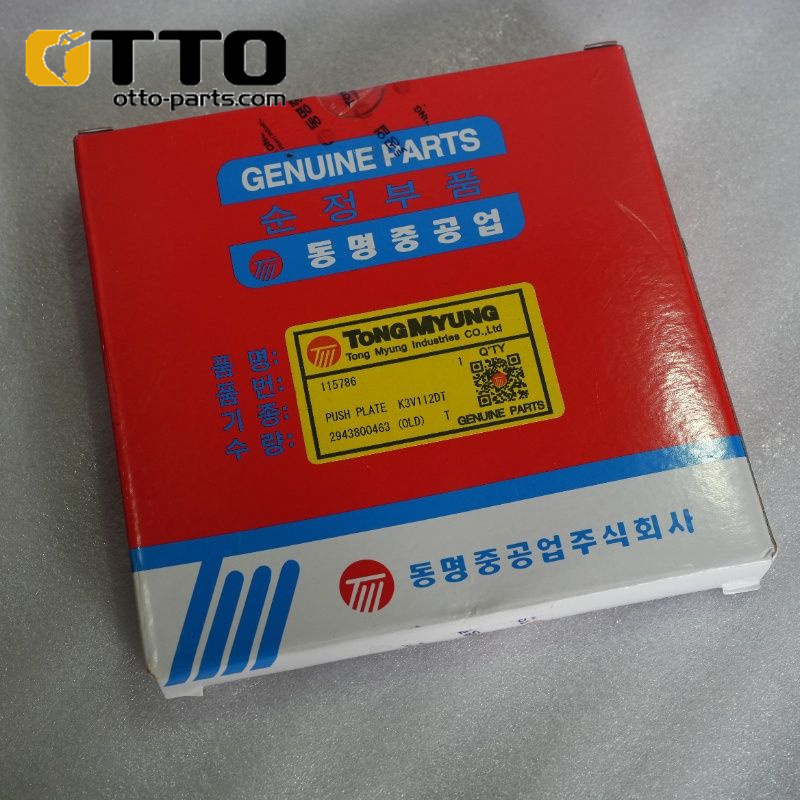 OTTO
otto-parts.com
GENUINE PARTS
순정부품
동명중공업
TONGMYUNG
Tong Myung Industries CO.,Ltd
품 명:
품 번:
기 종:
수 량:
115786
1
Q'TY
PUSH PLATE K3V112DT
2943800463 (OLD) T
GENUINE PARTS
동명중공업주식회사